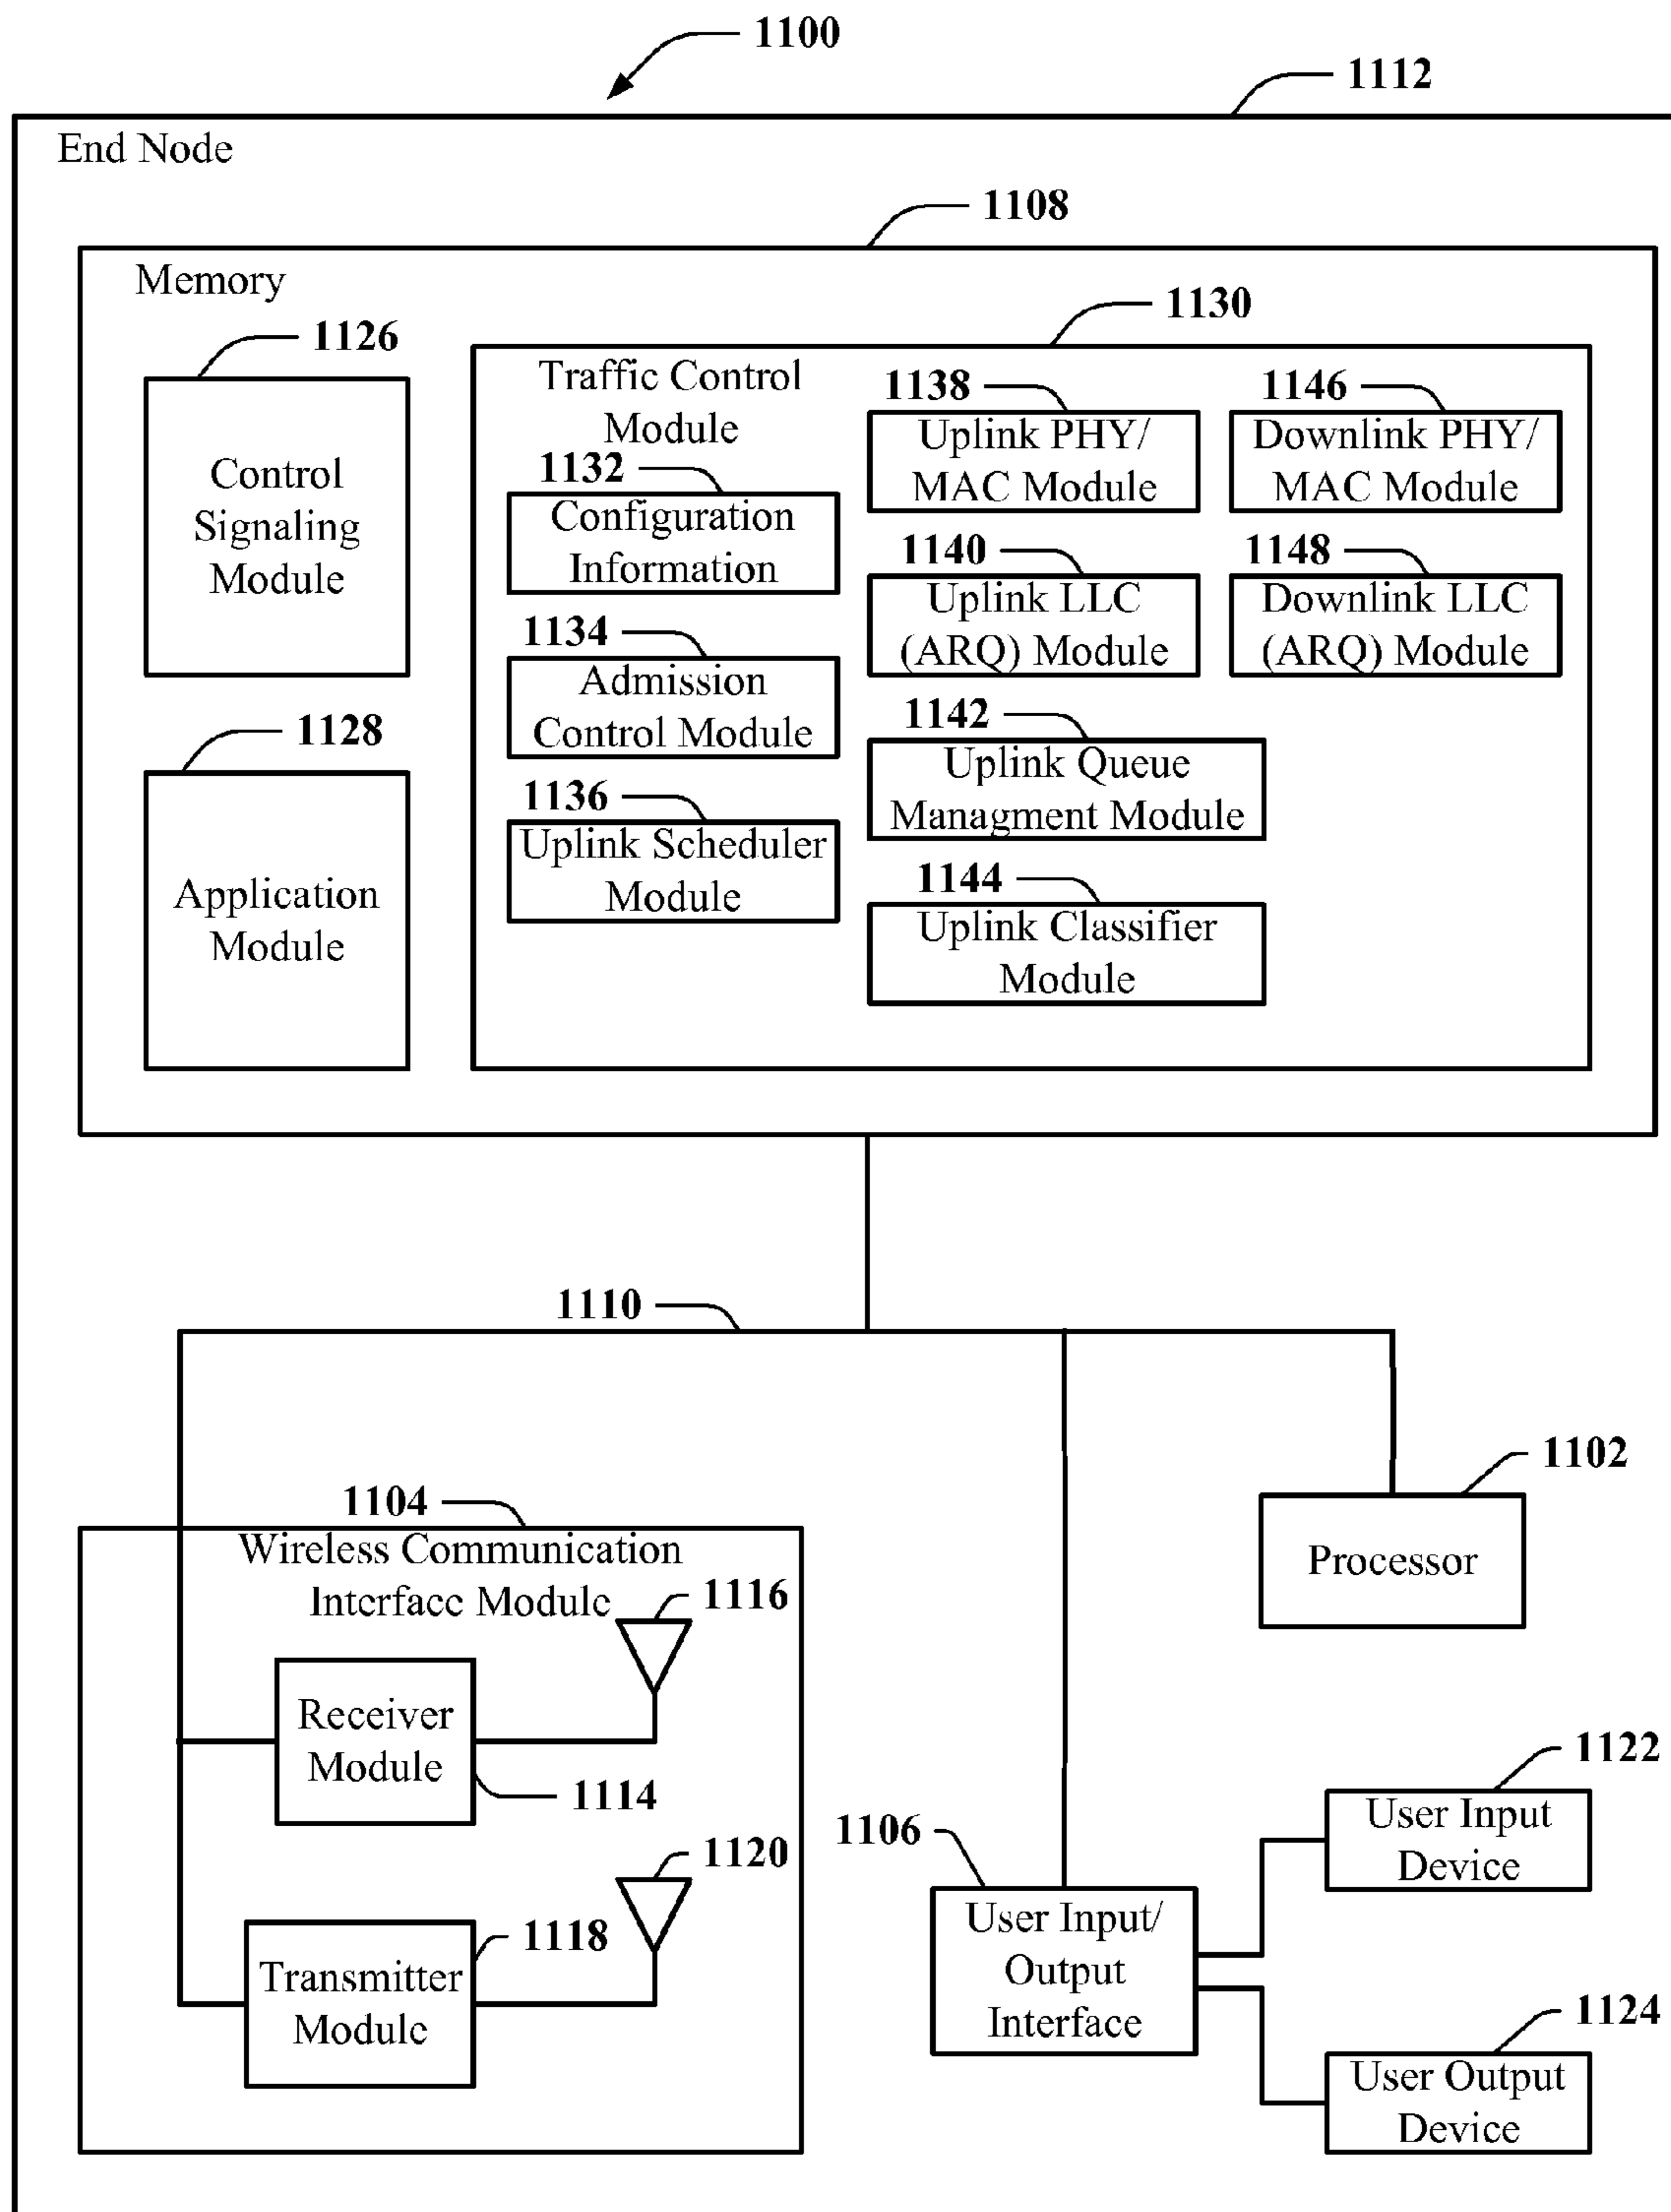 1100
1112
End Node
1108
Memory
1130
1126
Control
Signaling
Module
1128
Application
Module
Traffic Control
Module
1132
Configuration
Information
1134
Admission
Control Module
1136
Uplink Scheduler
Module
1138
Uplink PHY/
MAC Module
1140
Uplink LLC
(ARQ) Module
1142
Uplink Queue
Managment Module
1144
Uplink Classifier
Module
1146
Downlink PHY/
MAC Module
1148
Downlink LLC
(ARQ) Module
1110
1102
Processor
1104
Wireless Communication
Interface Module
1116
Receiver
Module
1114
1120
1118
Transmitter
Module
1106
User Input/
Output
Interface
1122
User Input
Device
1124
User Output
Device